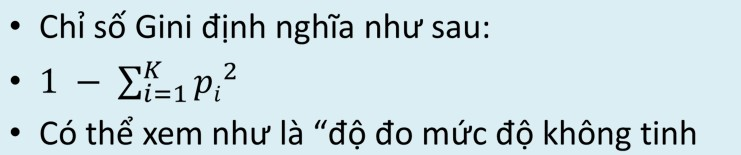 • Chỉ số Gini định nghĩa như sau:
• 1 − ∑ᵢ₌₁ᴷ pᵢ²
• Có thể xem như là “độ đo mức độ không tinh